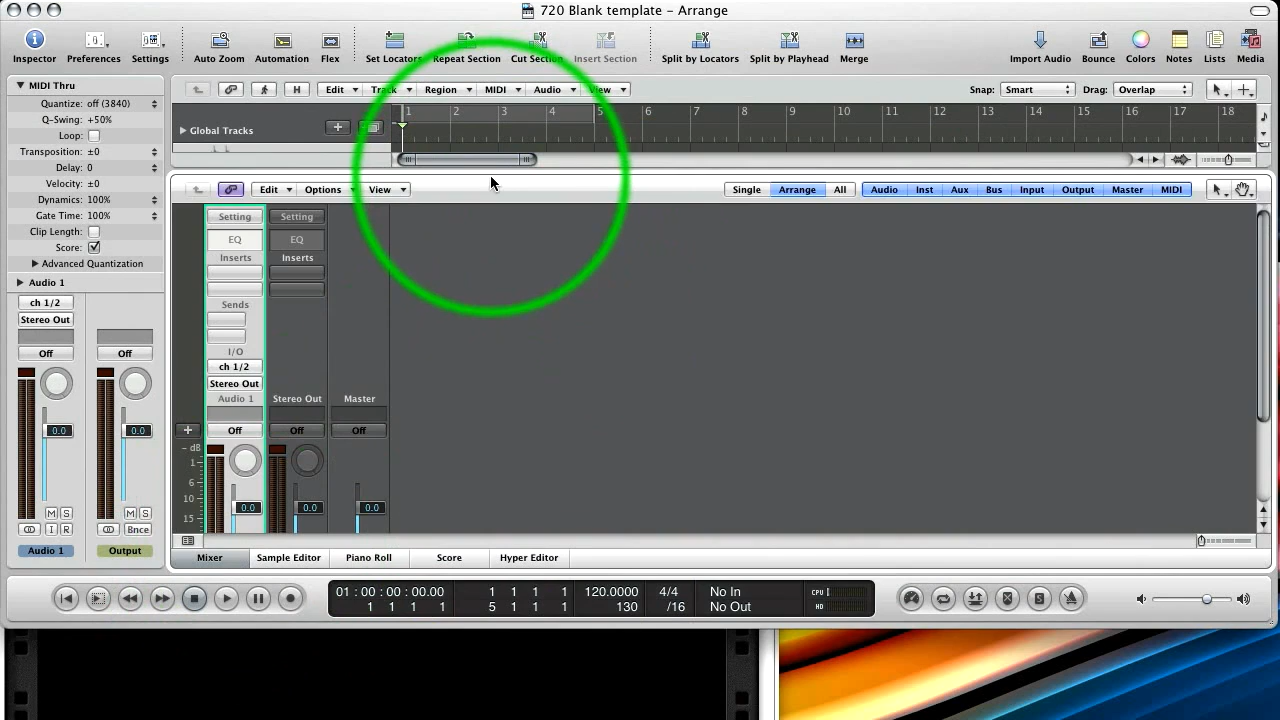 720 Blank template – Arrange
Inspector Preferences Settings Auto Zoom Automation Flex Set Locators Repeat Section Cut Section Insert Section Split by Locators Split by Playhead Merge Import Audio Bounce Colors Notes Lists Media
MIDI Thru
Quantize: off (3840)
Q-Swing: +50%
Loop:
Transposition: ±0
Delay: 0
Velocity: ±0
Dynamics: 100%
Gate Time: 100%
Clip Length:
Score:
Advanced Quantization
Audio 1
ch 1/2
Stereo Out
Off Off
0.0 0.0
M S M S
I R Bnce
Audio 1 Output
H Edit Track Region MIDI Audio View Snap: Smart Drag: Overlap
1 2 3 4 5 6 7 8 9 10 11 12 13 14 15 16 17 18
Global Tracks
Edit Options View Single Arrange All Audio Inst Aux Bus Input Output Master MIDI
Setting Setting
EQ EQ
Inserts Inserts
Sends
I/O
ch 1/2
Stereo Out
Audio 1 Stereo Out Master
Off Off Off
- dB
1
6
10
15
0.0 0.0 0.0
Mixer Sample Editor Piano Roll Score Hyper Editor
01 : 00 : 00 : 00.00 1 1 1 1 120.0000 4/4 No In CPU
1 1 1 1 5 1 1 1 130 /16 No Out HD